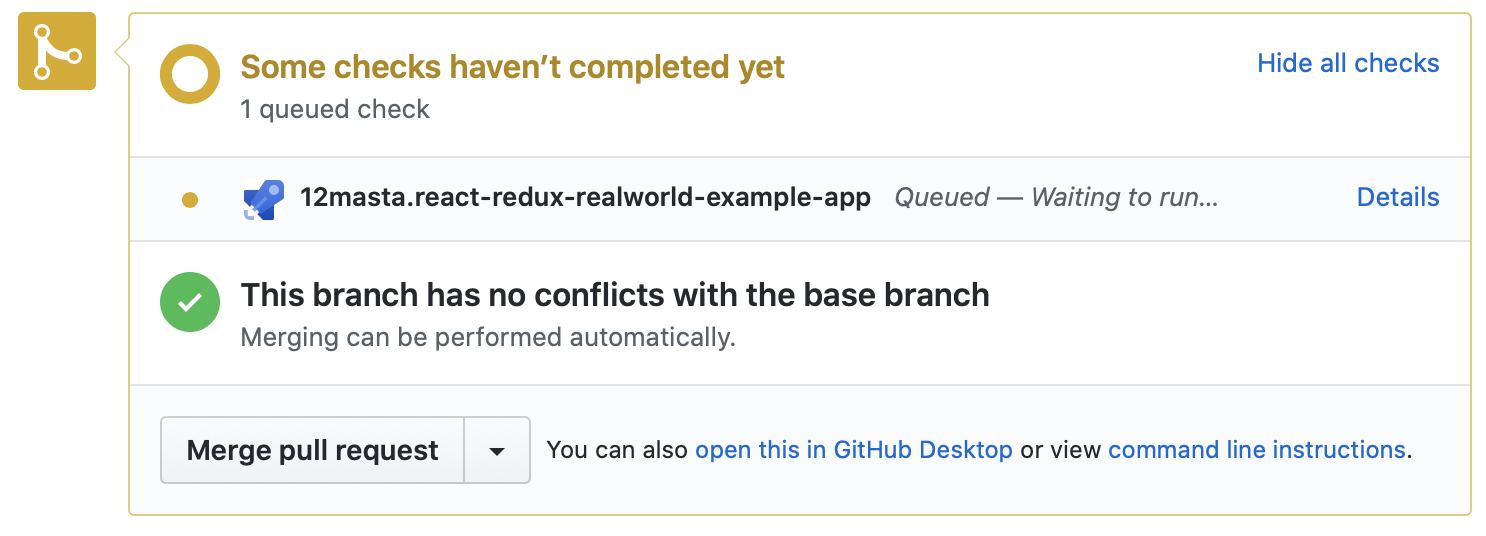 Some checks haven’t completed yet
Hide all checks
1 queued check
12masta.react-redux-realworld-example-app Queued — Waiting to run... Details
This branch has no conflicts with the base branch
Merging can be performed automatically.
Merge pull request You can also open this in GitHub Desktop or view command line instructions.